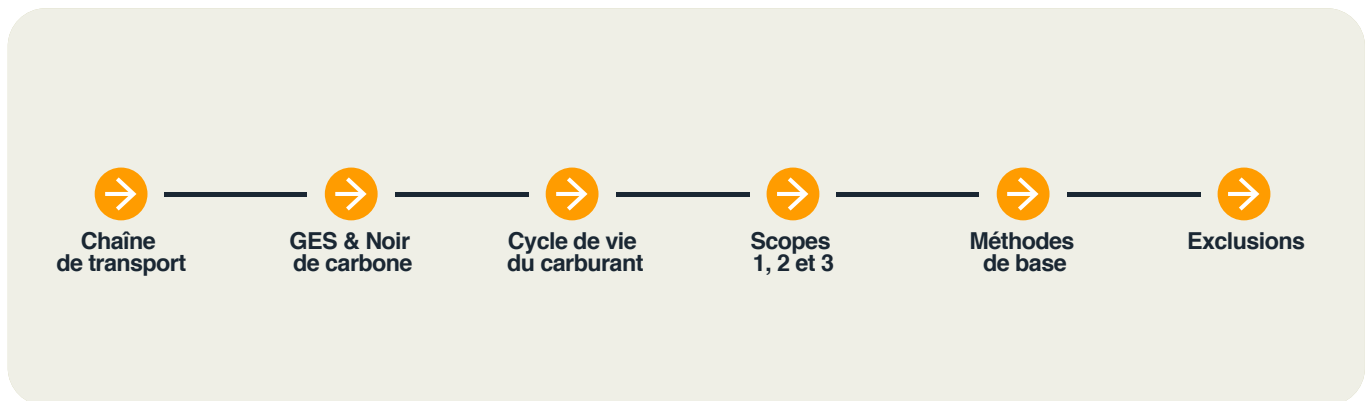 Chaîne
de transport
GES & Noir
de carbone
Cycle de vie
du carburant
Scopes
1, 2 et 3
Méthodes
de base
Exclusions